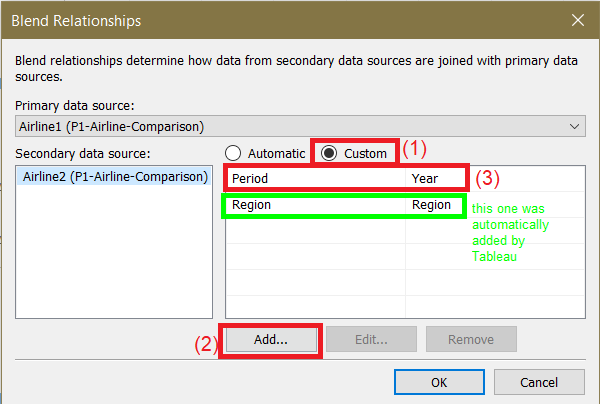 Blend Relationships
Blend relationships determine how data from secondary data sources are joined with primary data
sources.
Primary data source:
Airline1 (P1-Airline-Comparison)
Secondary data source:
Automatic
Custom
(1)
Airline2 (P1-Airline-Comparison)
Period
Year
(3)
Region
Region
this one was
automatically
added by
Tableau
(2)
Add...
Edit...
Remove
OK
Cancel